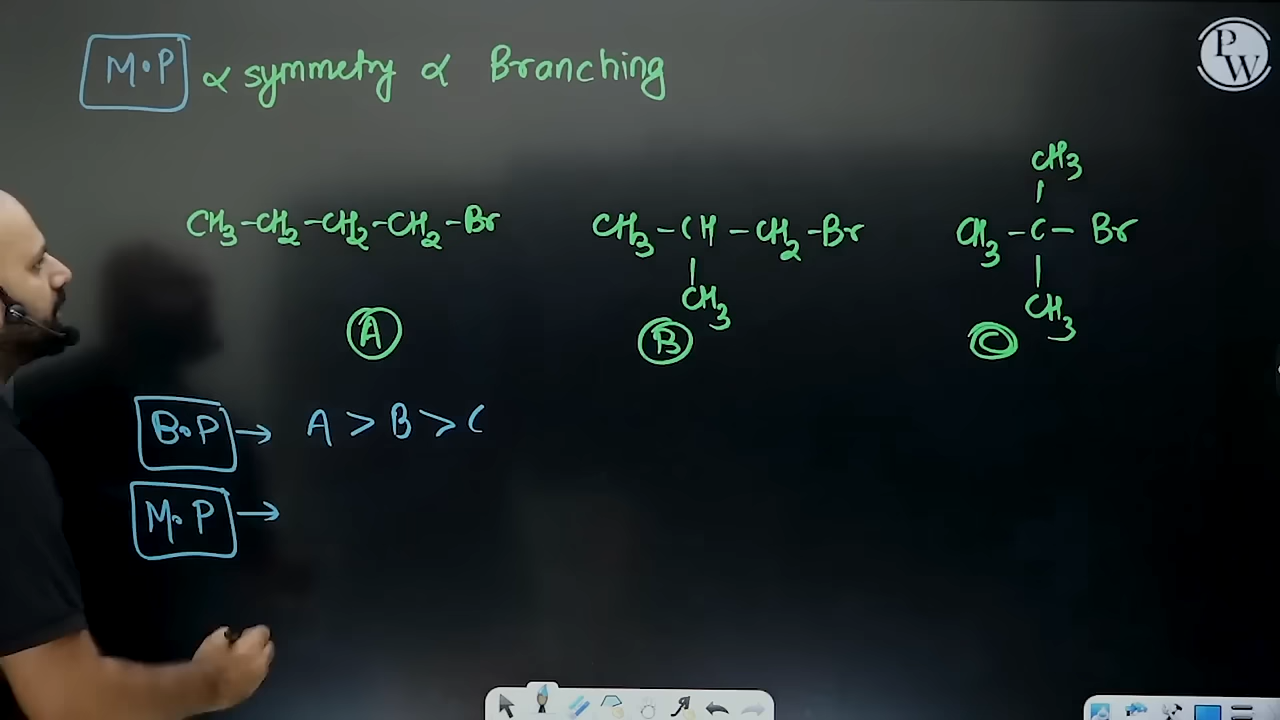 M.P ∝ symmetry ∝ Branching
PW
CH3-CH2-CH2-CH2-Br
CH3-CH-CH2-Br
CH3
CH3
CH3-C-Br
CH3
A
B
C
B.P → A > B > C
M.P →